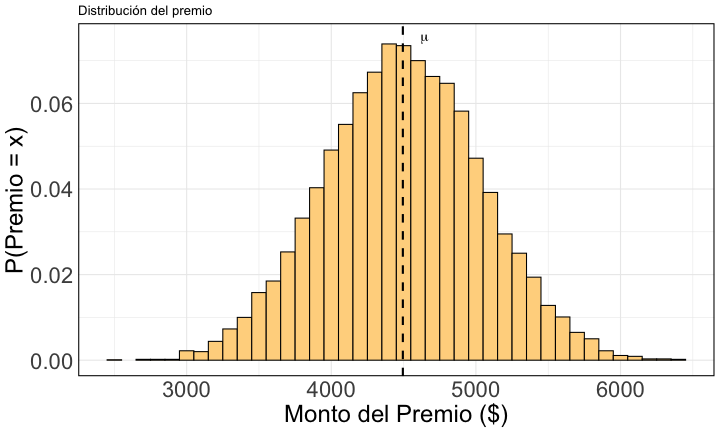 Distribución del premio
μ
P(Premio = x)
0.06
0.04
0.02
0.00
3000 4000 5000 6000
Monto del Premio ($)